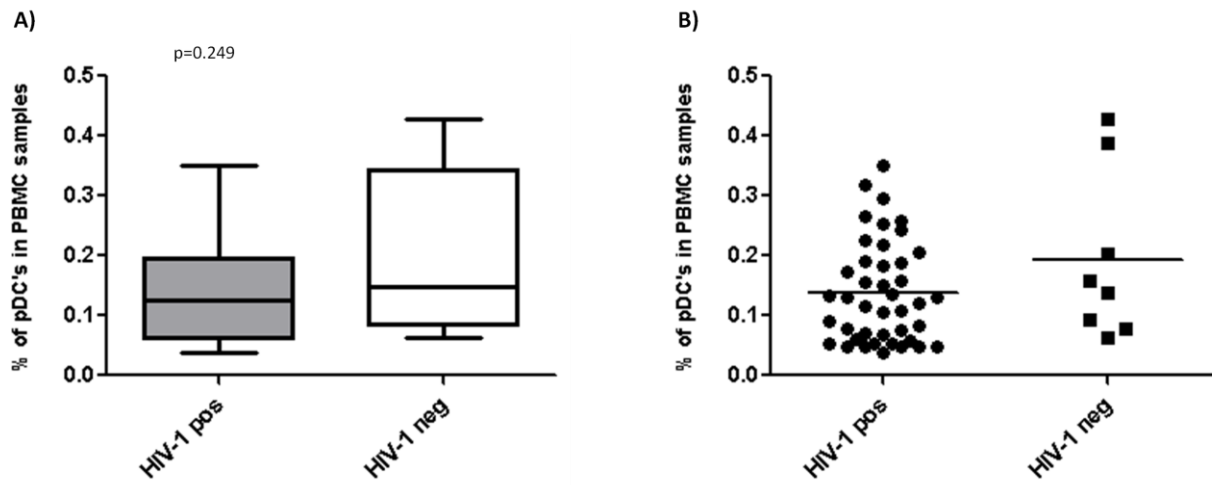 A)
p=0.249
% of pDC's in PBMC samples
0.5
0.4
0.3
0.2
0.1
0.0
HIV-1 pos
HIV-1 neg
B)
% of pDC's in PBMC samples
0.5
0.4
0.3
0.2
0.1
0.0
HIV-1 pos
HIV-1 neg